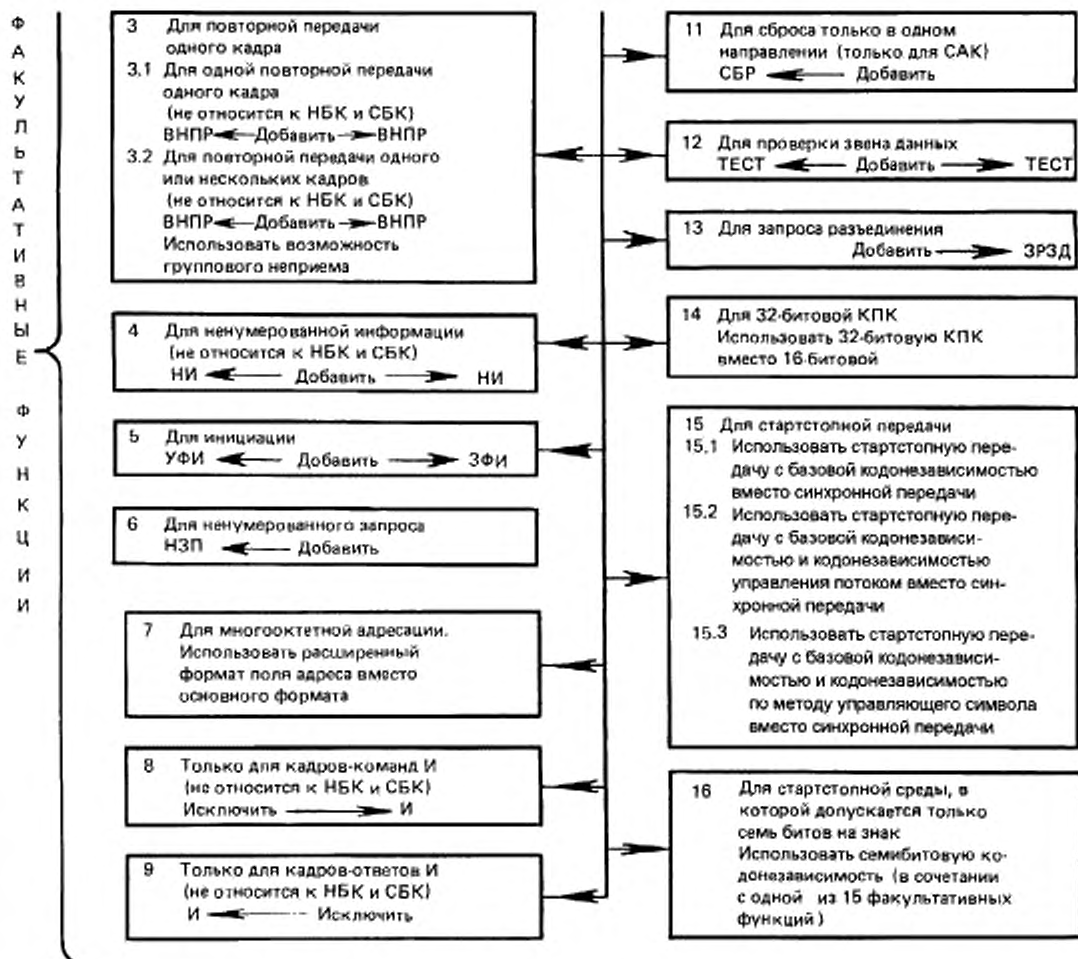 ФАКУЛЬТАТИВНЫЕ ФУНКЦИИ
3 Для повторной передачи
одного кадра
3.1 Для одной повторной передачи
одного кадра
(не относится к НБК и СБК)
ВНПР Добавить ВНПР
3.2 Для повторной передачи одного
или нескольких кадров
(не относится к НБК и СБК)
ВНПР Добавить ВНПР
Использовать возможность
группового неприема
4 Для ненумерованной информации
(не относится к НБК и СБК)
НИ Добавить НИ
5 Для инициации
УФИ Добавить ЗФИ
6 Для ненумерованного запроса
НЗП Добавить
7 Для многооктетной адресации.
Использовать расширенный
формат поля адреса вместо
основного формата
8 Только для кадров-команд И
(не относится к НБК и СБК)
Исключить И
9 Только для кадров-ответов И
(не относится к НБК и СБК)
И Исключить
11 Для сброса только в одном
направлении (только для САК)
СБР Добавить
12 Для проверки звена данных
ТЕСТ Добавить ТЕСТ
13 Для запроса разъединения
Добавить ЗРЗД
14 Для 32-битовой КПК
Использовать 32-битовую КПК
вместо 16-битовой
15 Для стартстопной передачи
15.1 Использовать стартстопную пере-
дачу с базовой кодонезависимостью
вместо синхронной передачи
15.2 Использовать стартстопную пере-
дачу с базовой кодонезависи-
мостью и кодонезависимостью
управления потоком вместо син-
хронной передачи
15.3 Использовать стартстопную пере-
дачу с базовой кодонезависи-
мостью и кодонезависимостью
по методу управляющего символа
вместо синхронной передачи
16 Для стартстопной среды, в
которой допускается только
семь битов на знак
Использовать семибитовую ко-
донезависимость (в сочетании
с одной из 15 факультативных
функций)